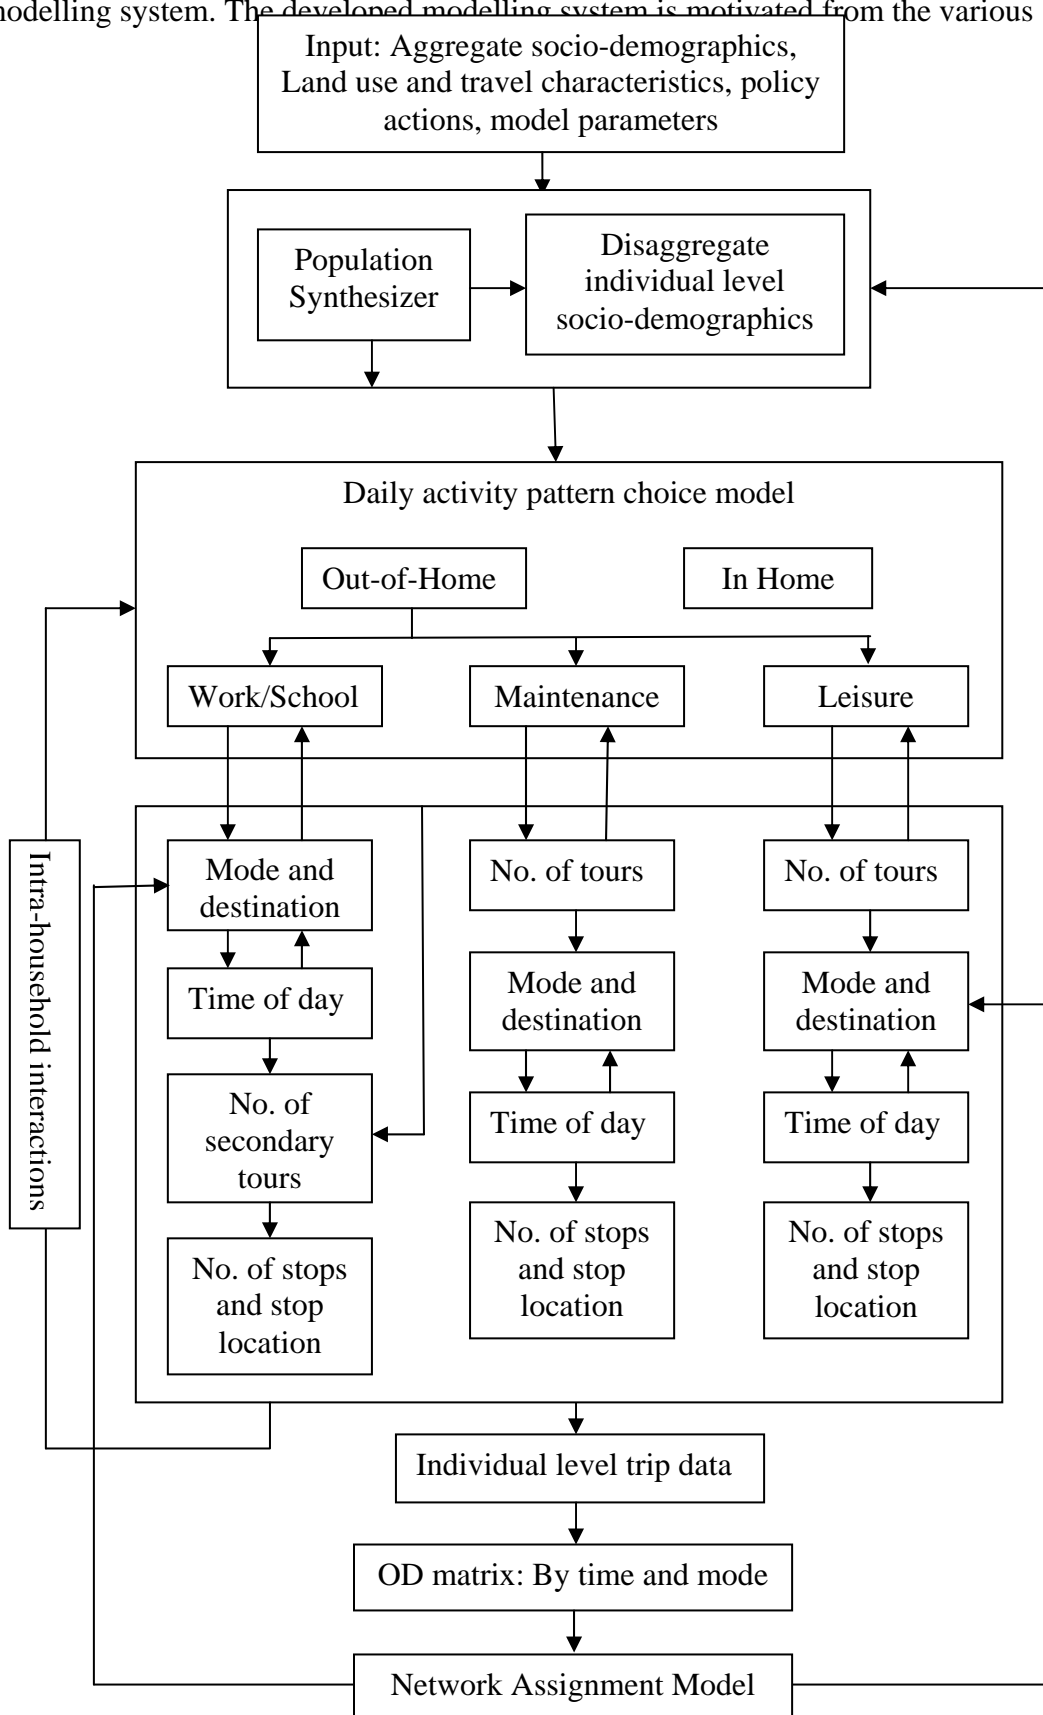 modelling system. The developed modelling system is motivated from the various
Input: Aggregate socio-demographics,
Land use and travel characteristics, policy
actions, model parameters
Population
Synthesizer
Disaggregate
individual level
socio-demographics
Daily activity pattern choice model
Out-of-Home
In Home
Work/School
Maintenance
Leisure
Intra-household interactions
Mode and
destination
Time of day
No. of
secondary
tours
No. of stops
and stop
location
No. of tours
Mode and
destination
Time of day
No. of stops
and stop
location
No. of tours
Mode and
destination
Time of day
No. of stops
and stop
location
Individual level trip data
OD matrix: By time and mode
Network Assignment Model